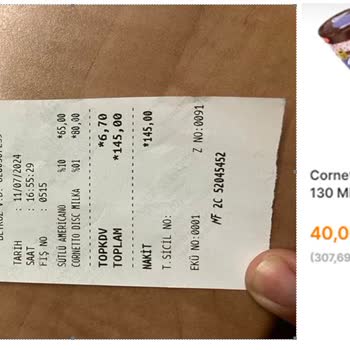 TARİH : 11/07/2024
SAAT : 16:55:29
FİŞ NO : 0515
SÜTLÜ AMERICANO %10 *65,00
CORNETTO DISC MILKA %01 *80,00
TOPKDV *6,70
TOPLAM *145,00
NAKİT *145,00
T.SİCİL NO:
EKÜ NO:0001 Z NO:0091
MF 2C 52045452
Corne
130 M
40,0
(307,69